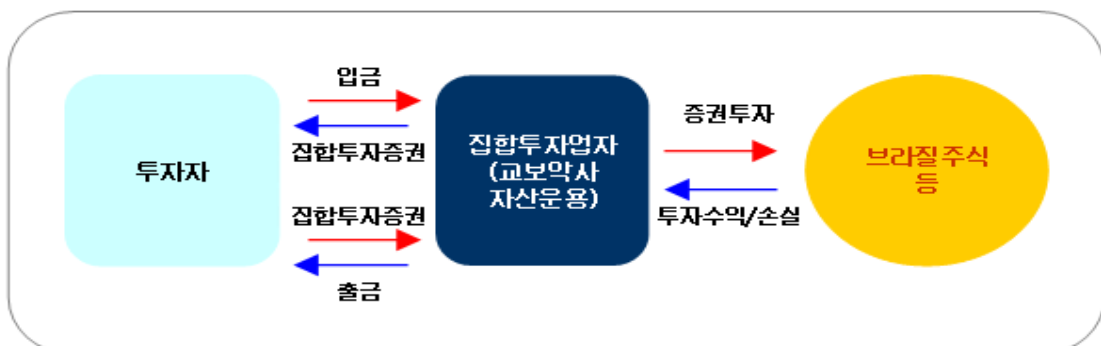 투자자
입금
집합투자증권
집합투자증권
출금
집합투자업자
(교보악사
자산운용)
증권투자
투자수익/손실
브라질 주식
등